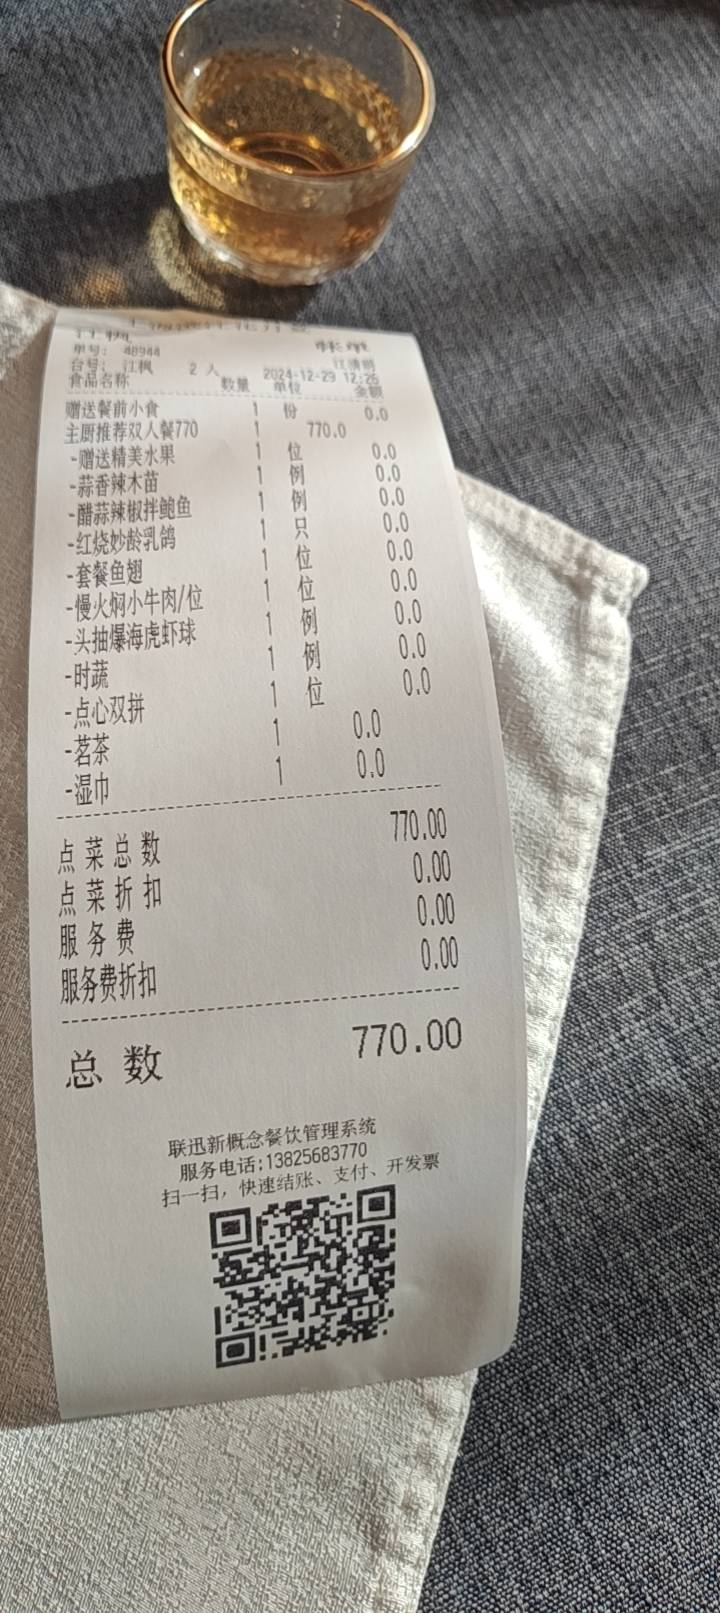 单号: 48944
台号: 江枫 2 人 2024-12-29 12:25
食品名称 数量 单位 金额
赠送餐前小食 1 份 0.0
主厨推荐双人餐770 1 770.0
-赠送精美水果 1 位 0.0
-蒜香辣木苗 1 例 0.0
-醋蒜辣椒拌鲍鱼 1 例 0.0
-红烧妙龄乳鸽 1 只 0.0
-套餐鱼翅 1 位 0.0
-慢火焖小牛肉/位 1 位 0.0
-头抽爆海虎虾球 1 例 0.0
-时蔬 1 例 0.0
-点心双拼 1 位 0.0
-茗茶 1 0.0
-湿巾 1 0.0
点菜总数 770.00
点菜折扣 0.00
服务费 0.00
服务费折扣 0.00
总数 770.00
联迅新概念餐饮管理系统
服务电话:13825683770
扫一扫，快速结账、支付、开发票